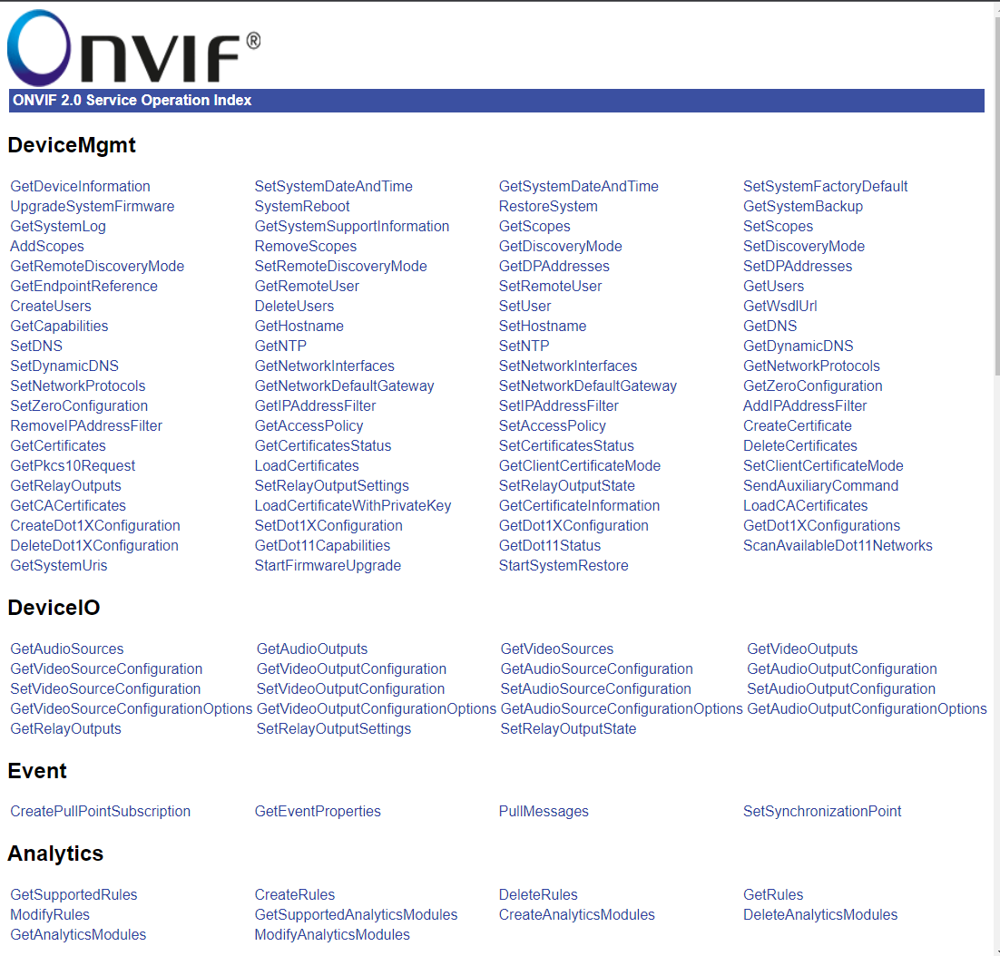 ONVIF®
ONVIF 2.0 Service Operation Index
DeviceMgmt
GetDeviceInformation SetSystemDateAndTime GetSystemDateAndTime SetSystemFactoryDefault
UpgradeSystemFirmware SystemReboot RestoreSystem GetSystemBackup
GetSystemLog GetSystemSupportInformation GetScopes SetScopes
AddScopes RemoveScopes GetDiscoveryMode SetDiscoveryMode
GetRemoteDiscoveryMode SetRemoteDiscoveryMode GetDPAddresses SetDPAddresses
GetEndpointReference GetRemoteUser SetRemoteUser GetUsers
CreateUsers DeleteUsers SetUser GetWsdlUrl
GetCapabilities GetHostname SetHostname GetDNS
SetDNS GetNTP SetNTP GetDynamicDNS
SetDynamicDNS GetNetworkInterfaces SetNetworkInterfaces GetNetworkProtocols
SetNetworkProtocols GetNetworkDefaultGateway SetNetworkDefaultGateway GetZeroConfiguration
SetZeroConfiguration GetIPAddressFilter SetIPAddressFilter AddIPAddressFilter
RemoveIPAddressFilter GetAccessPolicy SetAccessPolicy CreateCertificate
GetCertificates GetCertificatesStatus SetCertificatesStatus DeleteCertificates
GetPkcs10Request LoadCertificates GetClientCertificateMode SetClientCertificateMode
GetRelayOutputs SetRelayOutputSettings SetRelayOutputState SendAuxiliaryCommand
GetCACertificates LoadCertificateWithPrivateKey GetCertificateInformation LoadCACertificates
CreateDot1XConfiguration SetDot1XConfiguration GetDot1XConfiguration GetDot1XConfigurations
DeleteDot1XConfiguration GetDot11Capabilities GetDot11Status ScanAvailableDot11Networks
GetSystemUris StartFirmwareUpgrade StartSystemRestore
DeviceIO
GetAudioSources GetAudioOutputs GetVideoSources GetVideoOutputs
GetVideoSourceConfiguration GetVideoOutputConfiguration GetAudioSourceConfiguration GetAudioOutputConfiguration
SetVideoSourceConfiguration SetVideoOutputConfiguration SetAudioSourceConfiguration SetAudioOutputConfiguration
GetVideoSourceConfigurationOptions GetVideoOutputConfigurationOptions GetAudioSourceConfigurationOptions GetAudioOutputConfigurationOptions
GetRelayOutputs SetRelayOutputSettings SetRelayOutputState
Event
CreatePullPointSubscription GetEventProperties PullMessages SetSynchronizationPoint
Analytics
GetSupportedRules CreateRules DeleteRules GetRules
ModifyRules GetSupportedAnalyticsModules CreateAnalyticsModules DeleteAnalyticsModules
GetAnalyticsModules ModifyAnalyticsModules